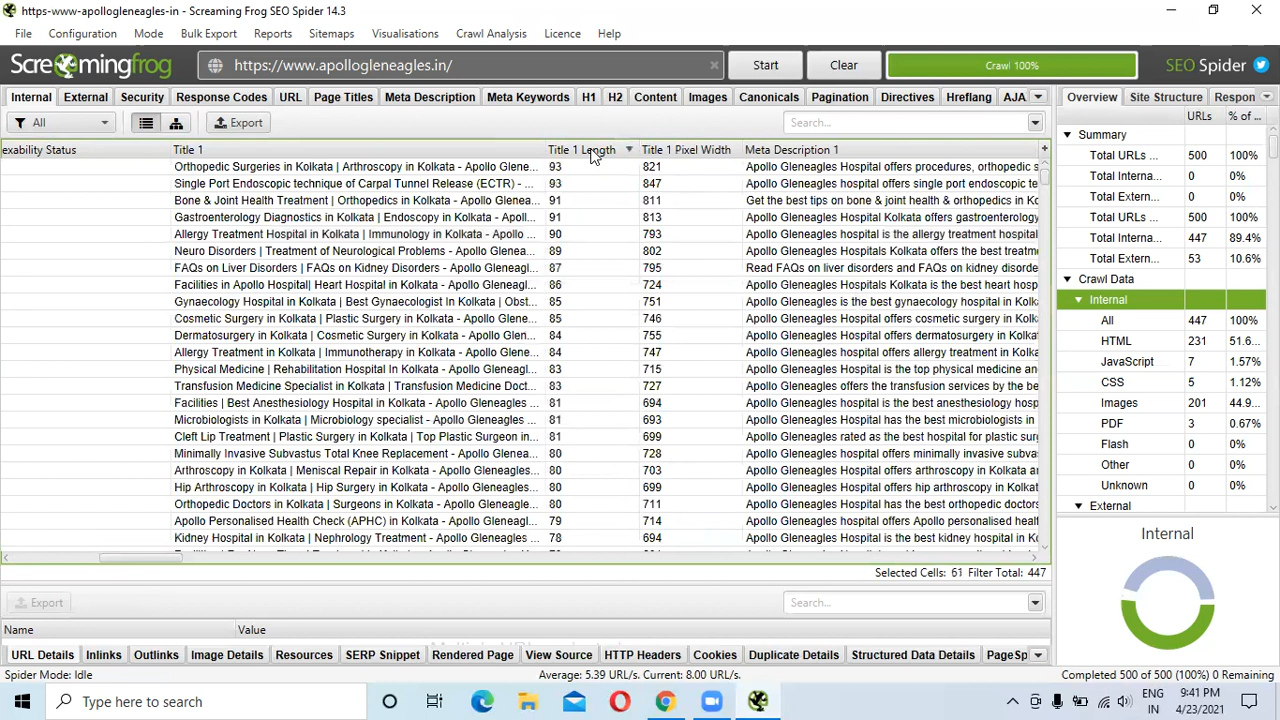 https-www-apollogleneagles-in - Screaming Frog SEO Spider 14.3
File Configuration Mode Bulk Export Reports Sitemaps Visualisations Crawl Analysis Licence Help
Screamingfrog https://www.apollogleneagles.in/ Start Clear Crawl 100% SEO Spider
Internal External Security Response Codes URL Page Titles Meta Description Meta Keywords H1 H2 Content Images Canonicals Pagination Directives Hreflang AJA
Overview Site Structure Respon
All Export Search...
URLs % of ...
exability Status Title 1 Title 1 Length Title 1 Pixel Width Meta Description 1
Orthopedic Surgeries in Kolkata | Arthroscopy in Kolkata - Apollo Glene... 93 821 Apollo Gleneagles hospital offers procedures, orthopedic s
Single Port Endoscopic technique of Carpal Tunnel Release (ECTR) - ... 93 847 Apollo Gleneagles hospital offers single port endoscopic te
Bone & Joint Health Treatment | Orthopedics in Kolkata - Apollo Glenea... 91 811 Get the best tips on bone & joint health & orthopedics in K
Gastroenterology Diagnostics in Kolkata | Endoscopy in Kolkata - Apollo ... 91 813 Apollo Gleneagles Hospital Kolkata offers gastroenterology
Allergy Treatment Hospital in Kolkata | Immunology in Kolkata - Apollo ... 90 793 Apollo Gleneagles hospital is the allergy treatment hospital
Neuro Disorders | Treatment of Neurological Problems - Apollo Glenea... 89 802 Apollo Gleneagles Hospitals Kolkata offers the best treatme
FAQs on Liver Disorders | FAQs on Kidney Disorders - Apollo Gleneagl... 87 795 Read FAQs on liver disorders and FAQs on kidney disorde
Facilities in Apollo Hospital| Heart Hospital in Kolkata - Apollo Gleneagl... 86 724 Apollo Gleneagles Hospitals Kolkata is the best heart hosp
Gynaecology Hospital in Kolkata | Best Gynaecologist In Kolkata | Obst... 85 751 Apollo Gleneagles is the best gynaecology hospital in Kolka
Cosmetic Surgery in Kolkata | Plastic Surgery in Kolkata - Apollo Glene... 85 746 Apollo Gleneagles hospital offers cosmetic surgery in Kolka
Dermatosurgery in Kolkata | Cosmetic Surgery in Kolkata - Apollo Glen... 84 755 Apollo Gleneagles hospital offers dermatosurgery in Kolkata
Allergy Treatment in Kolkata | Immunotherapy in Kolkata - Apollo Glen... 84 747 Apollo Gleneagles hospital offers allergy treatment in Kolka
Physical Medicine | Rehabilitation Hospital In Kolkata - Apollo Gleneagl... 83 715 Apollo Gleneagles Hospital is the top physical medicine and
Transfusion Medicine Specialist in Kolkata | Transfusion Medicine Doct... 83 727 Apollo Gleneagles offers the transfusion services by the bes
Facilities | Best Anesthesiology Hospital in Kolkata - Apollo Gleneagles ... 81 694 Apollo Gleneagles Hospital is the best anesthesiology hosp
Microbiologists in Kolkata | Microbiology specialist - Apollo Gleneagles ... 81 693 Apollo Gleneagles Hospital has the best microbiologists in
Cleft Lip Treatment | Plastic Surgery in Kolkata | Top Plastic Surgeon in... 81 699 Apollo Gleneagles rated as the best hospital for plastic sur
Minimally Invasive Subvastus Total Knee Replacement - Apollo Glenea... 80 728 Apollo Gleneagles hospital offers minimally invasive subvas
Arthroscopy in Kolkata | Meniscal Repair in Kolkata - Apollo Gleneagles... 80 703 Apollo Gleneagles hospital offers arthroscopy in Kolkata an
Hip Arthroscopy in Kolkata | Hip Surgery in Kolkata - Apollo Gleneagles... 80 699 Apollo Gleneagles hospital offers hip arthroscopy in Kolkata
Orthopedic Doctors in Kolkata | Surgeons in Kolkata - Apollo Gleneagle... 80 711 Apollo Gleneagles Hospital has the best orthopedic doctors
Apollo Personalised Health Check (APHC) in Kolkata - Apollo Gleneagl... 79 714 Apollo Gleneagles hospital offers Apollo personalised health
Kidney Hospital in Kolkata | Nephrology Treatment - Apollo Gleneagles ... 78 694 Apollo Gleneagles Hospital is the best kidney hospital in Ko
Summary
Total URLs ... 500 100%
Total Interna... 0 0%
Total Extern... 0 0%
Total URLs ... 500 100%
Total Interna... 447 89.4%
Total Extern... 53 10.6%
Crawl Data
Internal
All 447 100%
HTML 231 51.6...
JavaScript 7 1.57%
CSS 5 1.12%
Images 201 44.9...
PDF 3 0.67%
Flash 0 0%
Other 0 0%
Unknown 0 0%
External
Internal
Selected Cells: 61 Filter Total: 447
Export Search...
Name Value
URL Details Inlinks Outlinks Image Details Resources SERP Snippet Rendered Page View Source HTTP Headers Cookies Duplicate Details Structured Data Details PageSp
Spider Mode: Idle Average: 5.39 URL/s. Current: 8.00 URL/s. Completed 500 of 500 (100%) 0 Remaining
Type here to search
ENG
IN
9:41 PM
4/23/2021